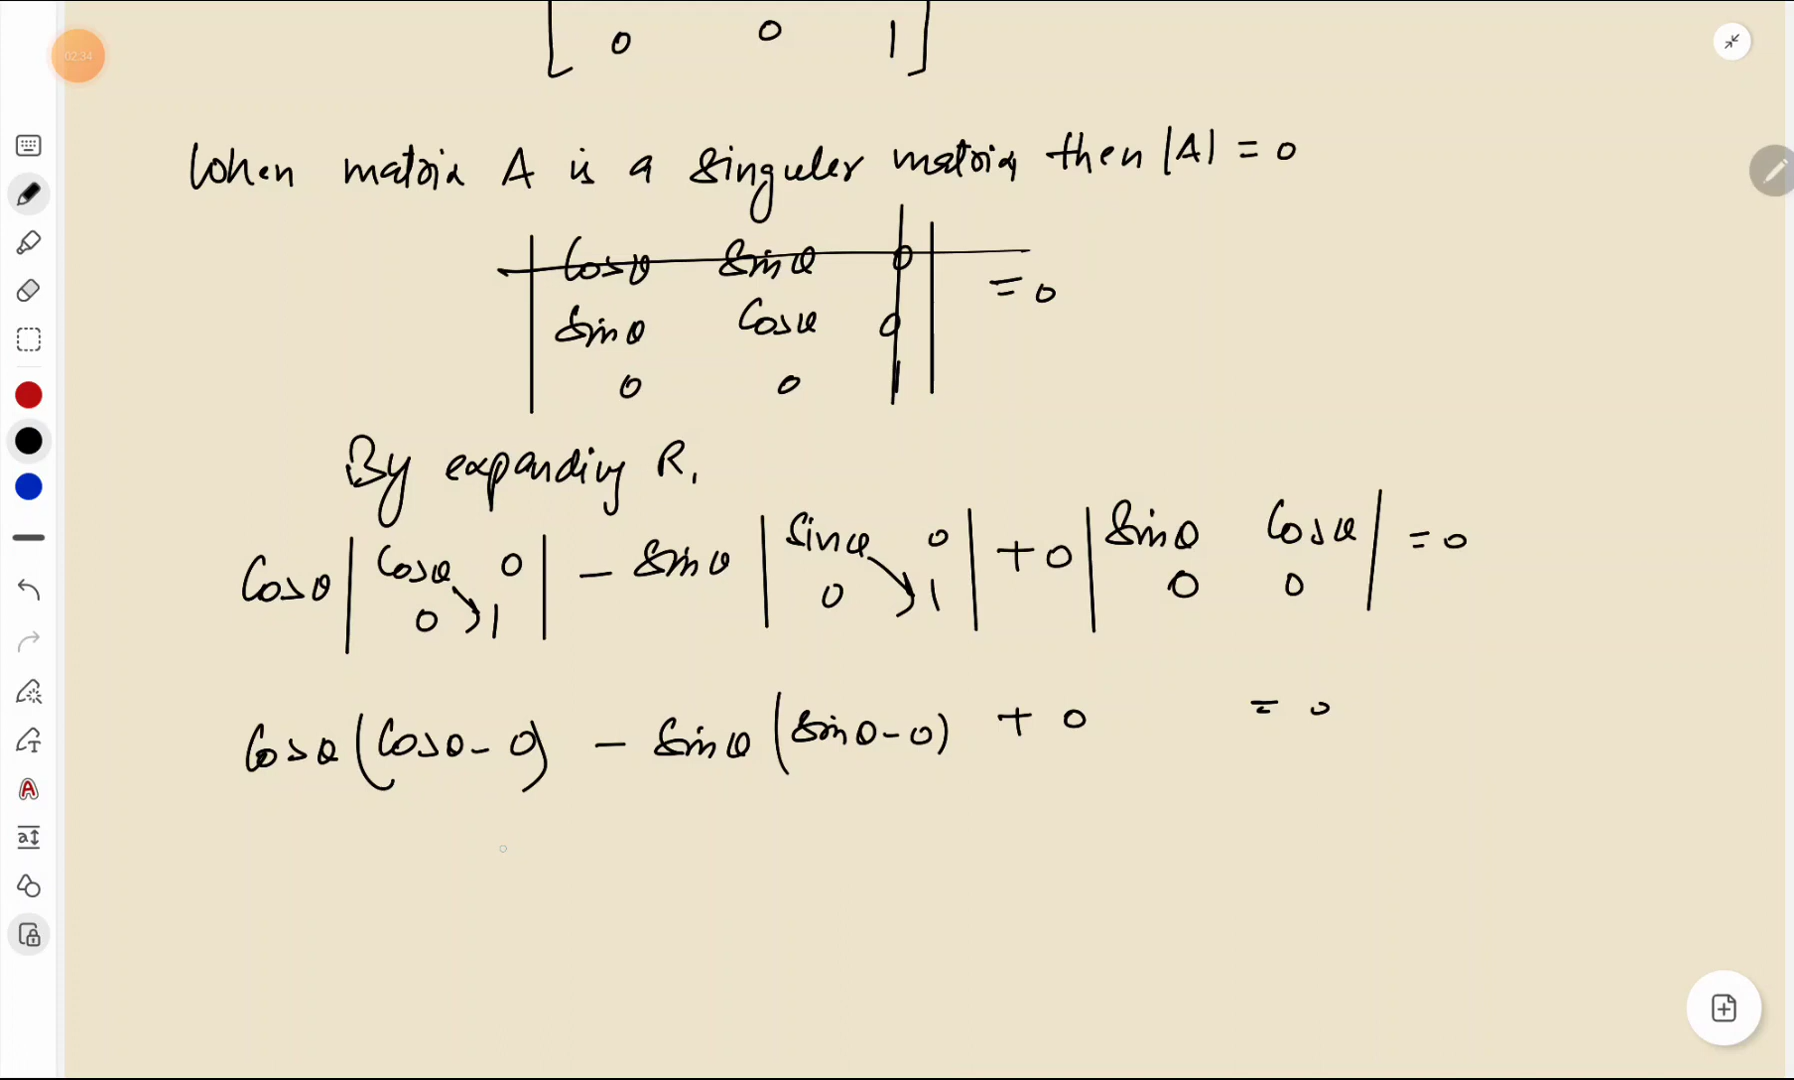 02:34
0 0 1
When matrix A is a singuler matrix then |A| = 0
| Cosθ Sinθ 0 |
| Sinθ Cosθ 0 | = 0
| 0 0 1 |
By expanding R₁
Cosθ | Cosθ 0 | - Sinθ | Sinθ 0 | + 0 | Sinθ Cosθ | = 0
| 0 1 | | 0 1 | | 0 0 |
Cosθ (Cosθ - 0) - Sinθ (Sinθ - 0) + 0 = 0
T
A
a